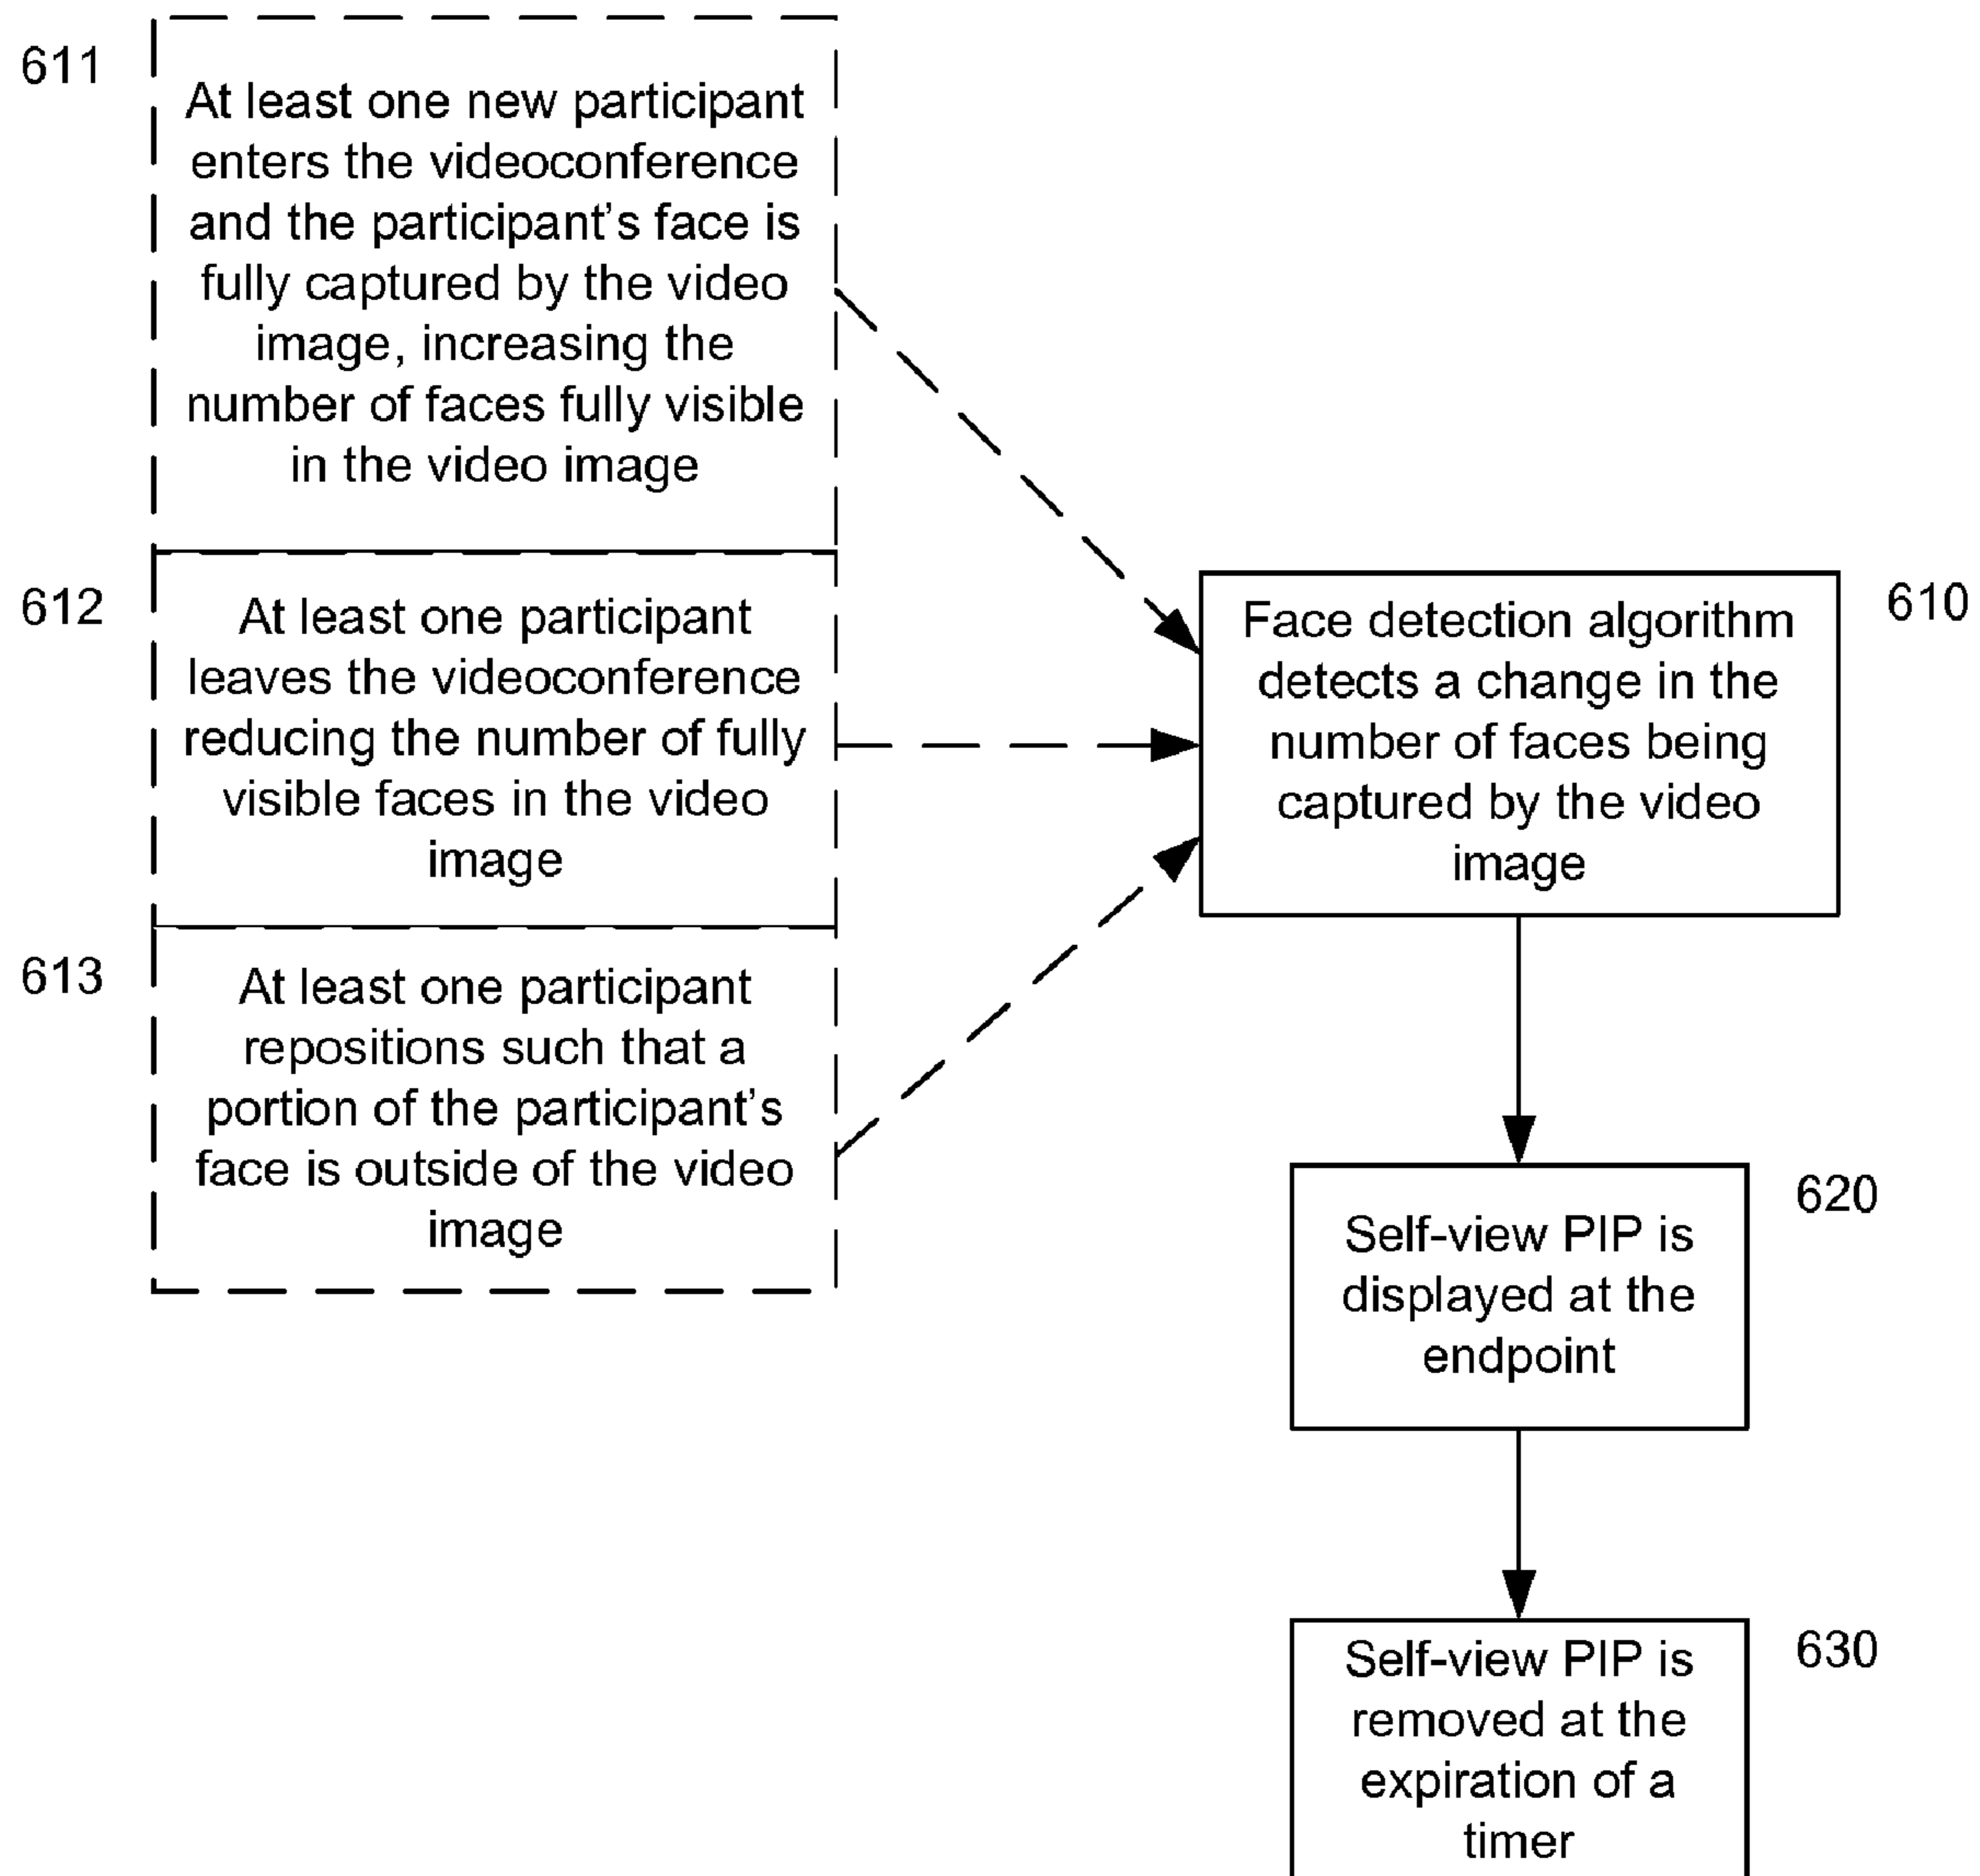 611
At least one new participant
enters the videoconference
and the participant's face is
fully captured by the video
image, increasing the
number of faces fully visible
in the video image
612
At least one participant
leaves the videoconference
reducing the number of fully
visible faces in the video
image
613
At least one participant
repositions such that a
portion of the participant's
face is outside of the video
image
610
Face detection algorithm
detects a change in the
number of faces being
captured by the video
image
620
Self-view PIP is
displayed at the
endpoint
630
Self-view PIP is
removed at the
expiration of a
timer